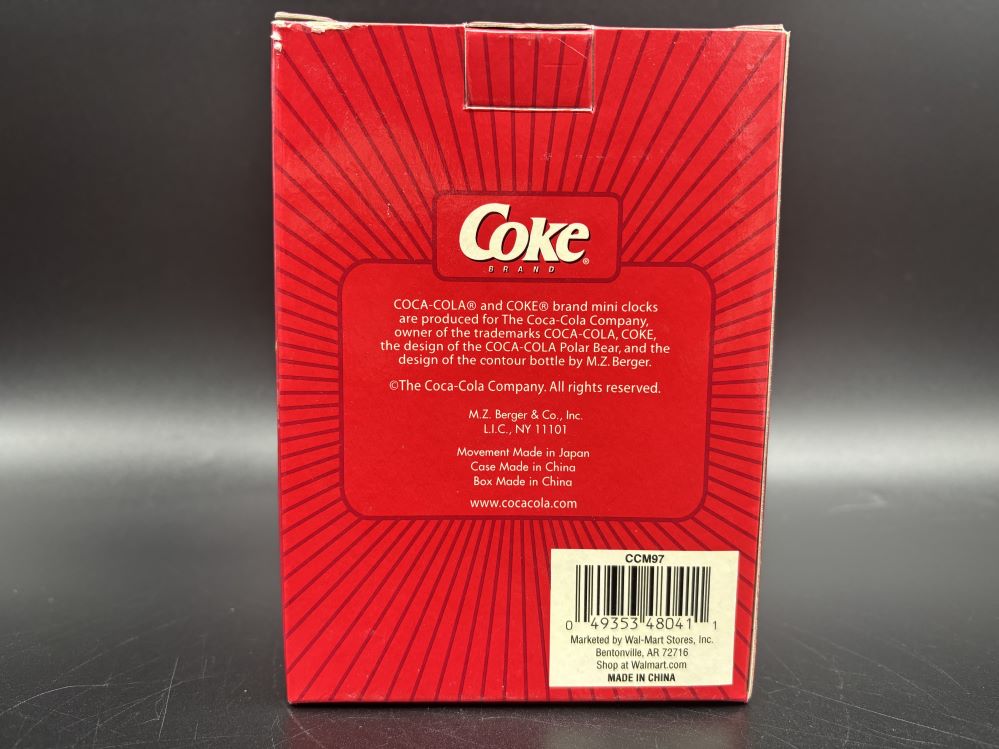 Coke®
BRAND
COCA-COLA® and COKE® brand mini clocks
are produced for The Coca-Cola Company,
owner of the trademarks COCA-COLA, COKE,
the design of the COCA-COLA Polar Bear, and the
design of the contour bottle by M.Z. Berger.
©The Coca-Cola Company. All rights reserved.
M.Z. Berger & Co., Inc.
L.I.C., NY 11101
Movement Made in Japan
Case Made in China
Box Made in China
www.cocacola.com
CCM97
0 49353 48041 1
Marketed by Wal-Mart Stores, Inc.
Bentonville, AR 72716
Shop at Walmart.com
MADE IN CHINA